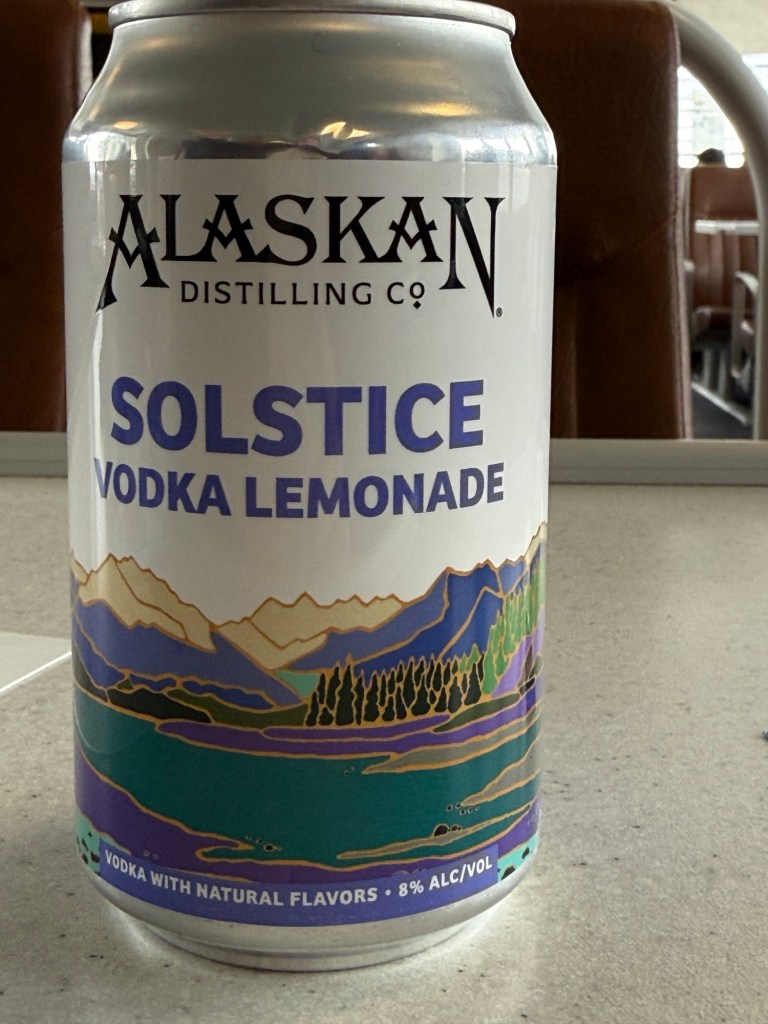 ALASKAN
DISTILLING Co
®
SOLSTICE
VODKA LEMONADE
VODKA WITH NATURAL FLAVORS • 8% ALC/VOL